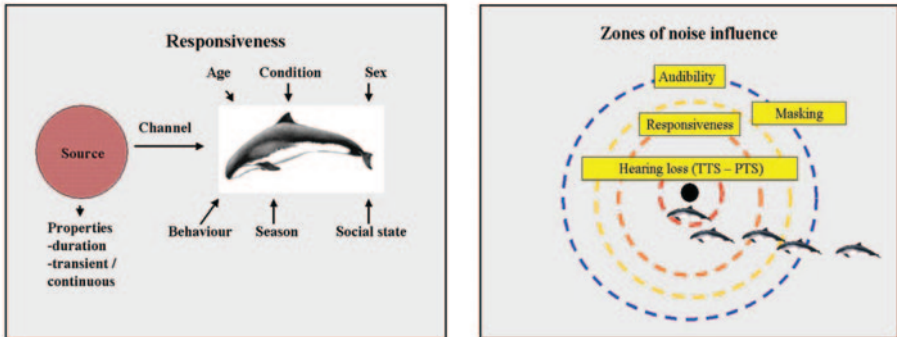 Responsiveness
Age Condition Sex
Channel
Source
Properties
-duration
-transient /
continuous
Behaviour Season Social state
Zones of noise influence
Audibility
Masking
Responsiveness
Hearing loss (TTS – PTS)